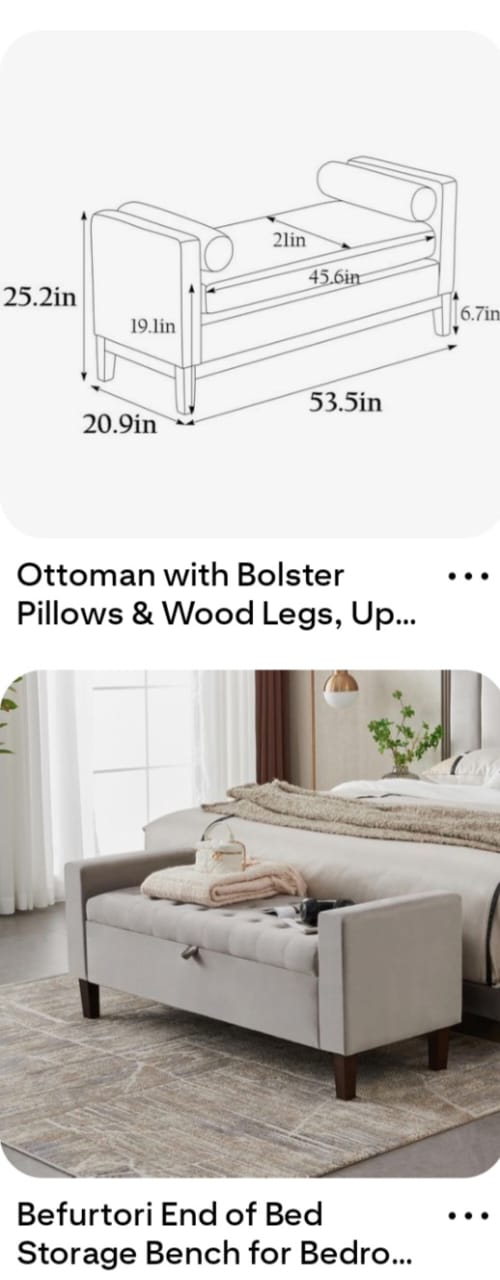 21in
45.6in
25.2in
6.7in
19.1in
53.5in
20.9in
Ottoman with Bolster
Pillows & Wood Legs, Up...
Befurtori End of Bed
Storage Bench for Bedro...